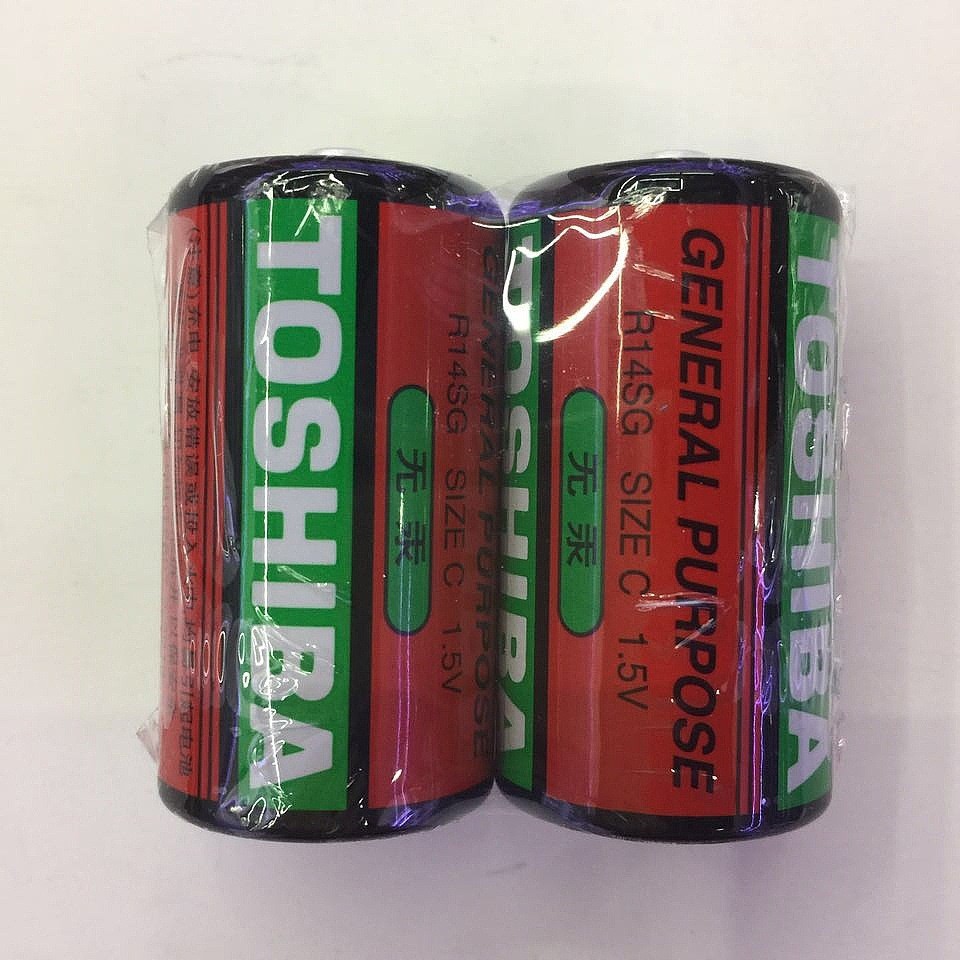 TOSHIBA
GENERAL PURPOSE
R14SG SIZE C 1.5V
无汞
TOSHIBA
GENERAL PURPOSE
R14SG SIZE C 1.5V
无汞
TOSHIBA